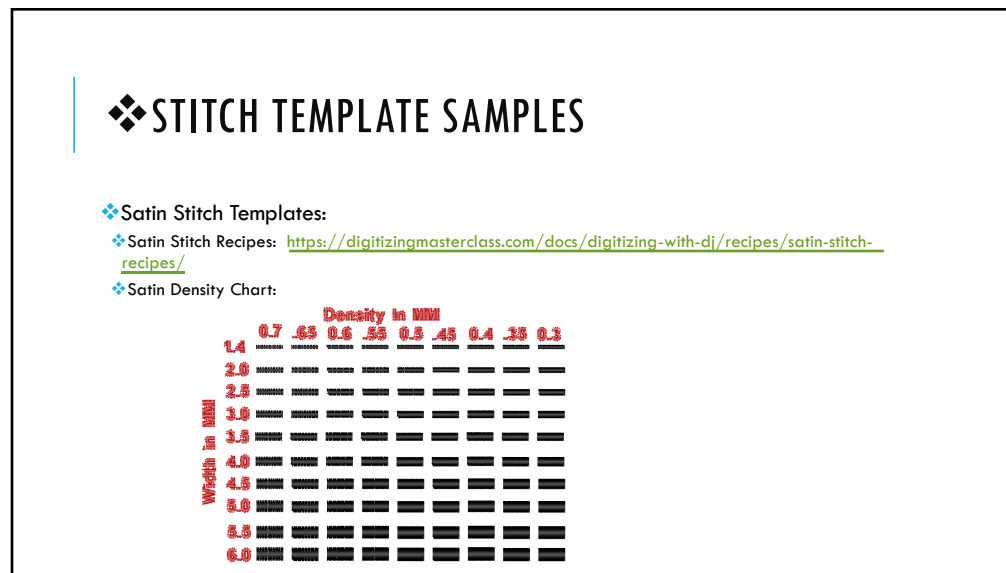 ❖STITCH TEMPLATE SAMPLES
❖Satin Stitch Templates:
❖Satin Stitch Recipes: https://digitizingmasterclass.com/docs/digitizing-with-dj/recipes/satin-stitch-
recipes/
❖Satin Density Chart:
Density in MM
0.7 .65 0.6 .55 0.5 .45 0.4 .35 0.3
Width in MM
1.4
2.0
2.5
3.0
3.5
4.0
4.5
5.0
5.5
6.0